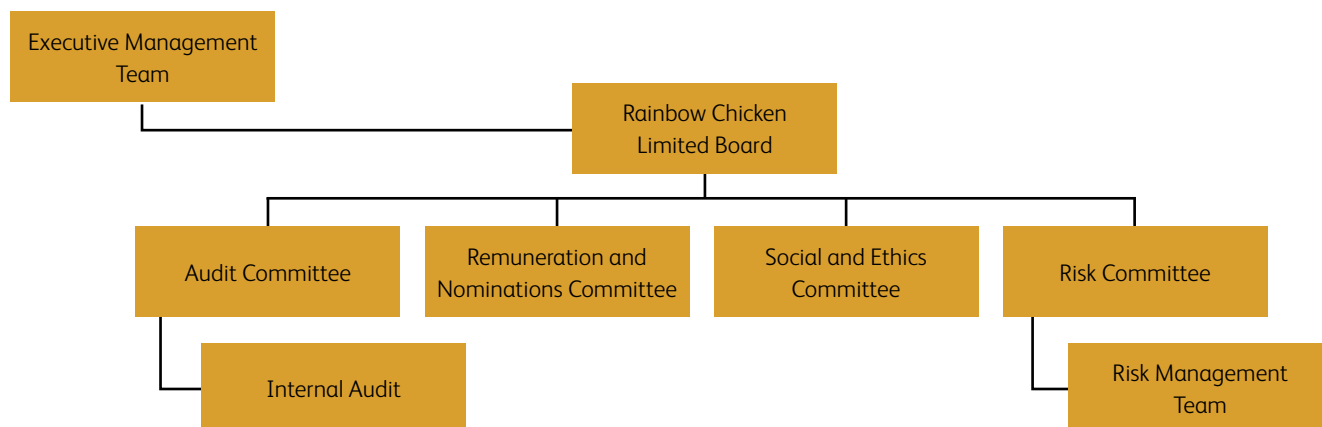 Executive Management
Team
Rainbow Chicken
Limited Board
Audit Committee
Remuneration and
Nominations Committee
Social and Ethics
Committee
Risk Committee
Internal Audit
Risk Management
Team